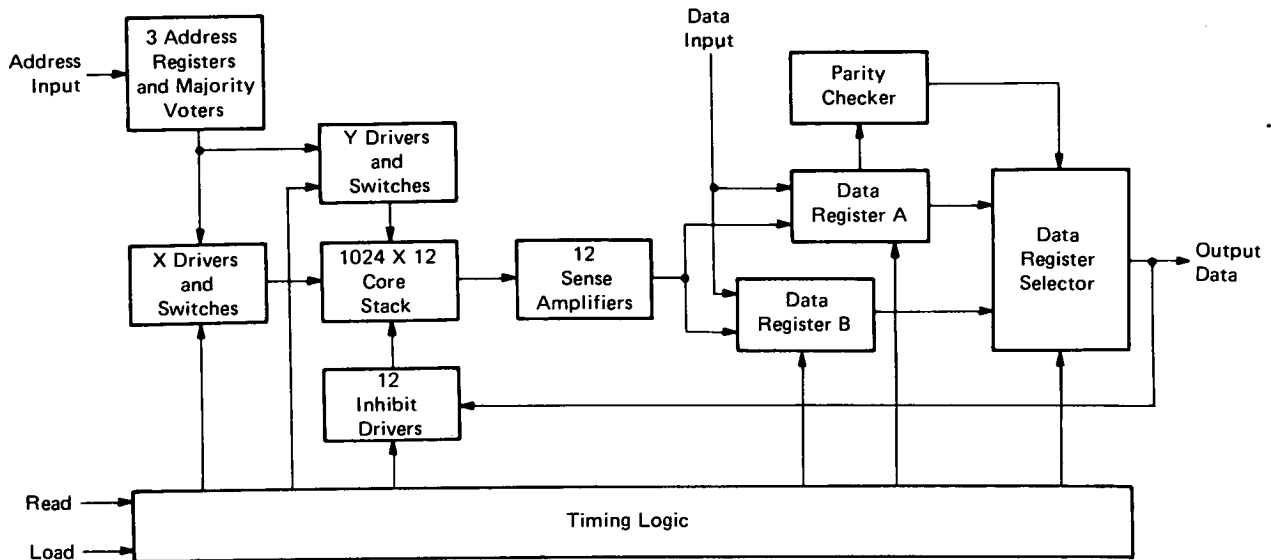 Address
Input
3 Address
Registers
and Majority
Voters
Data
Input
Parity
Checker
Y Drivers
and
Switches
Data
Register A
X Drivers
and
Switches
1024 X 12
Core
Stack
12
Sense
Amplifiers
Data
Register B
Data
Register
Selector
Output
Data
12
Inhibit
Drivers
Read
Load
Timing Logic